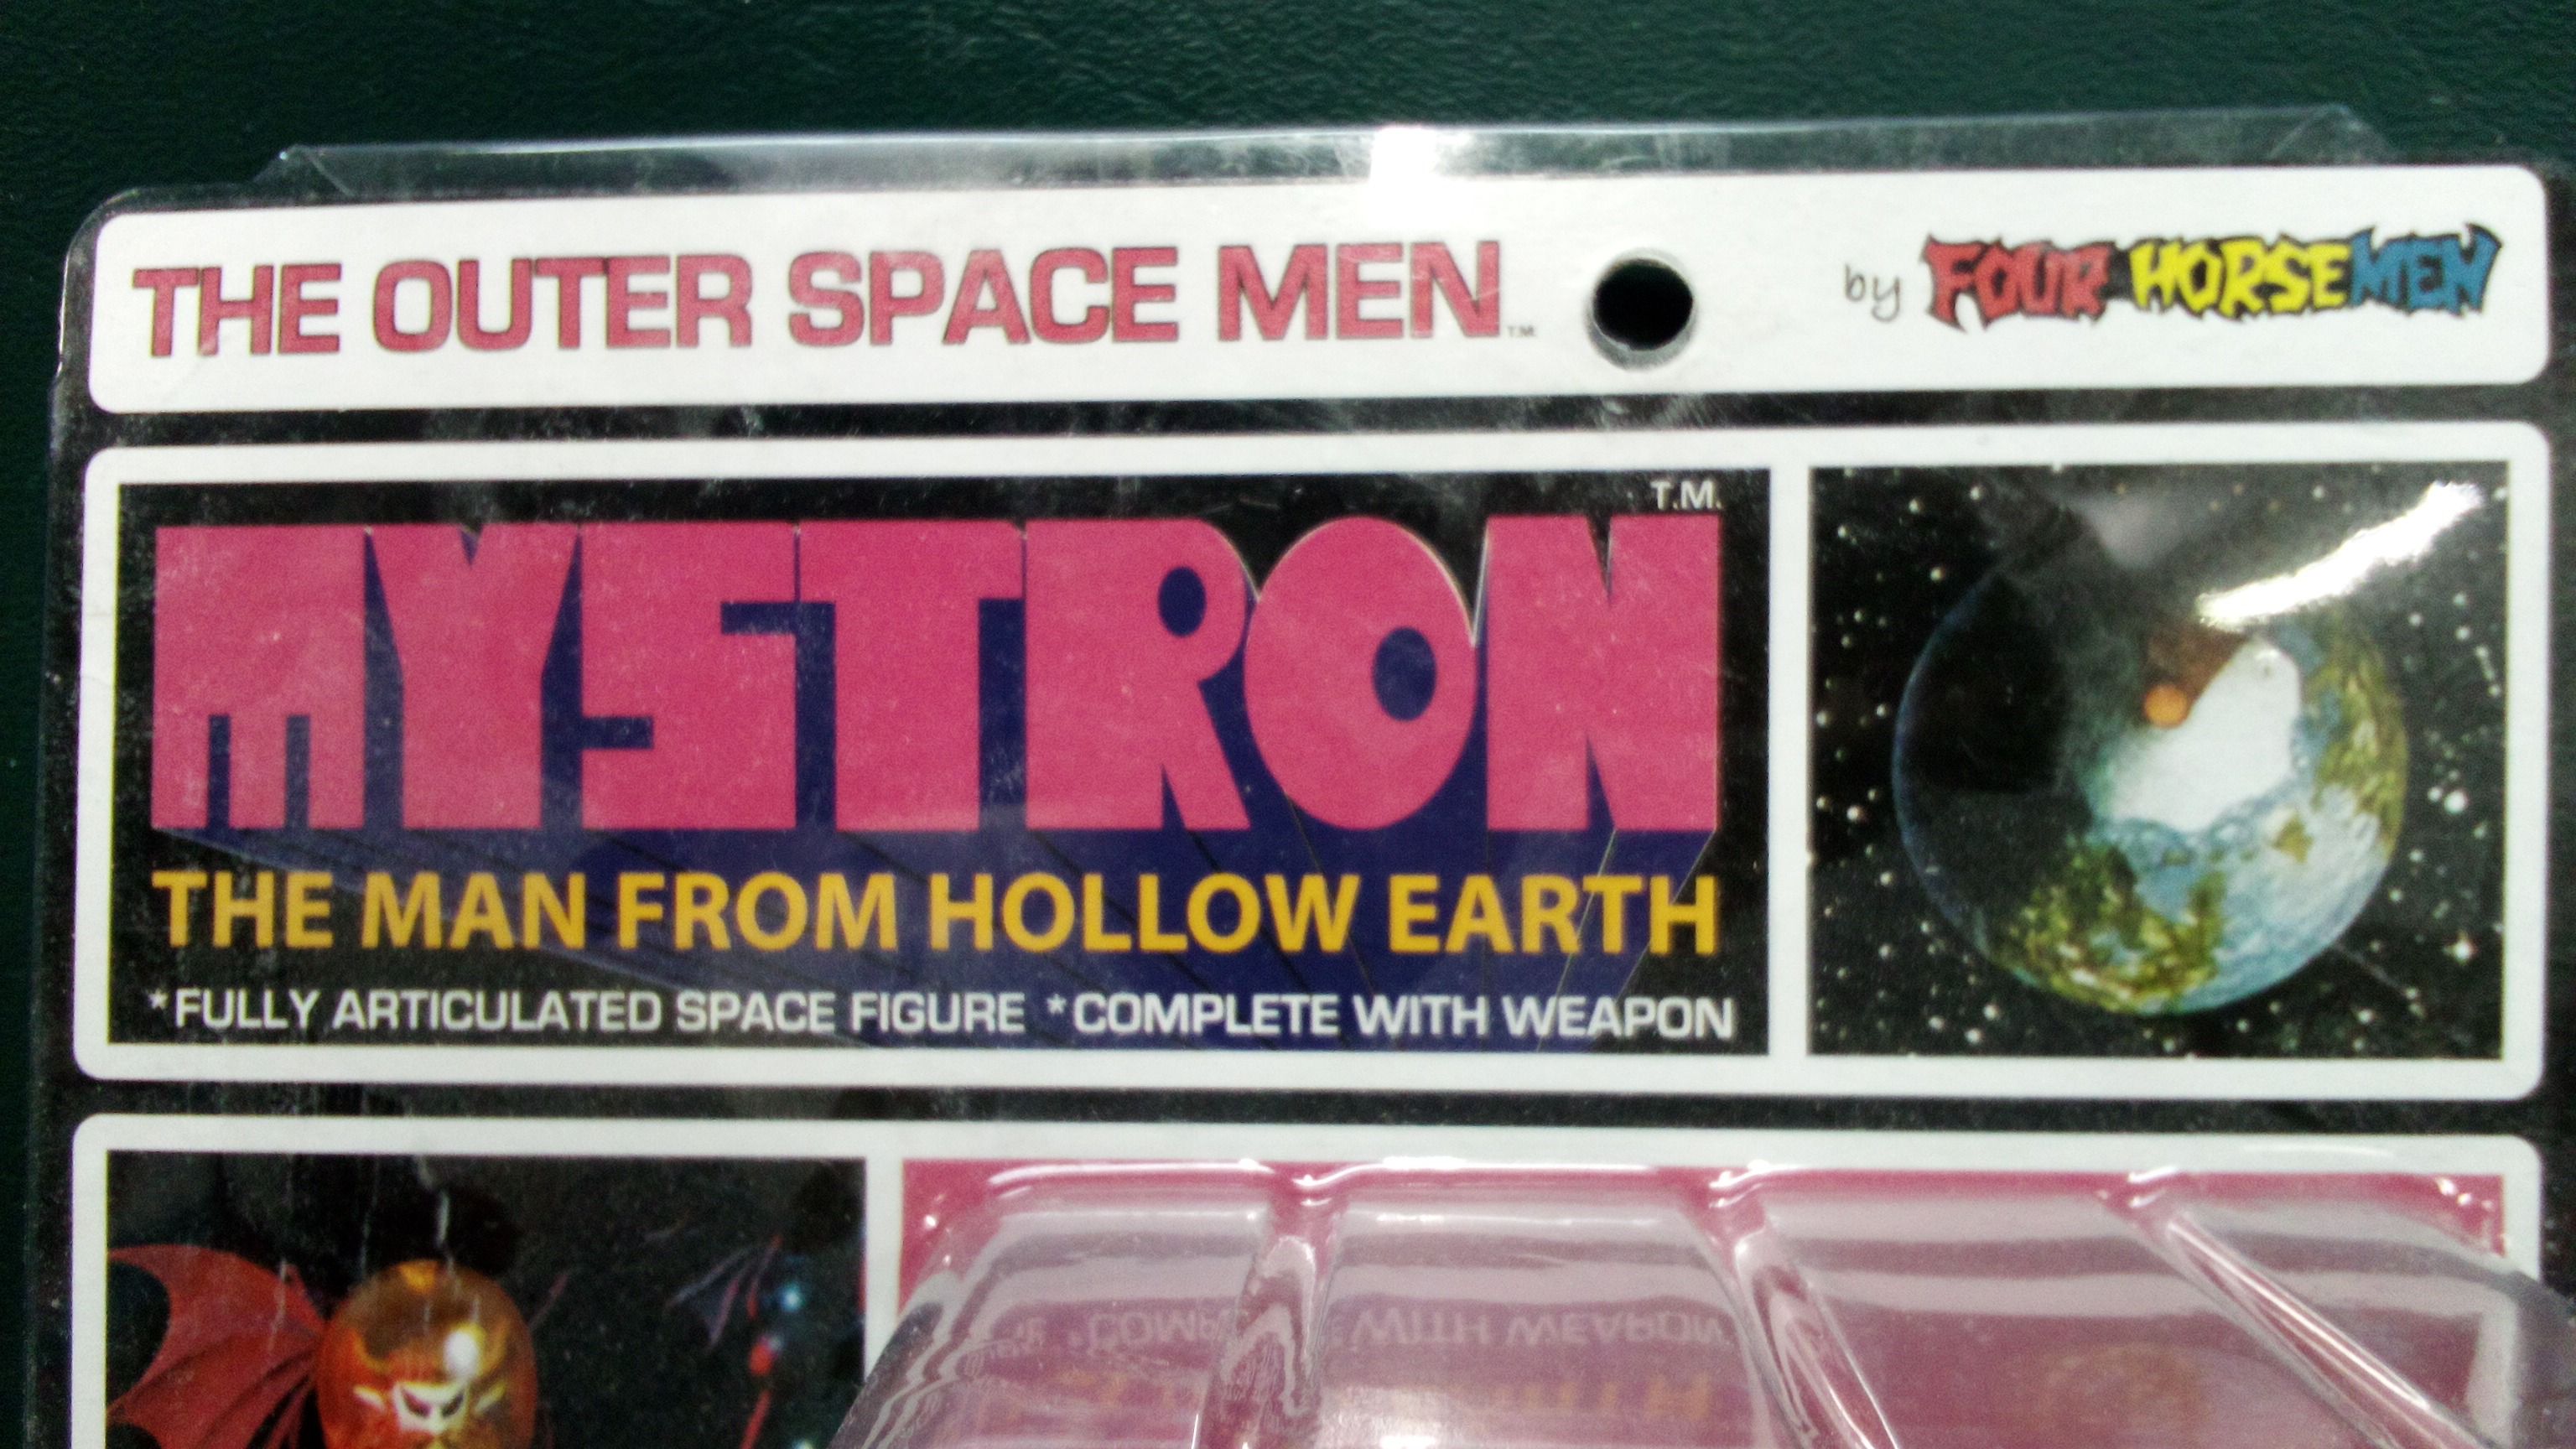 THE OUTER SPACE MEN™ by FOUR HORSEMEN
MYSTRON T.M.
THE MAN FROM HOLLOW EARTH
*FULLY ARTICULATED SPACE FIGURE *COMPLETE WITH WEAPON